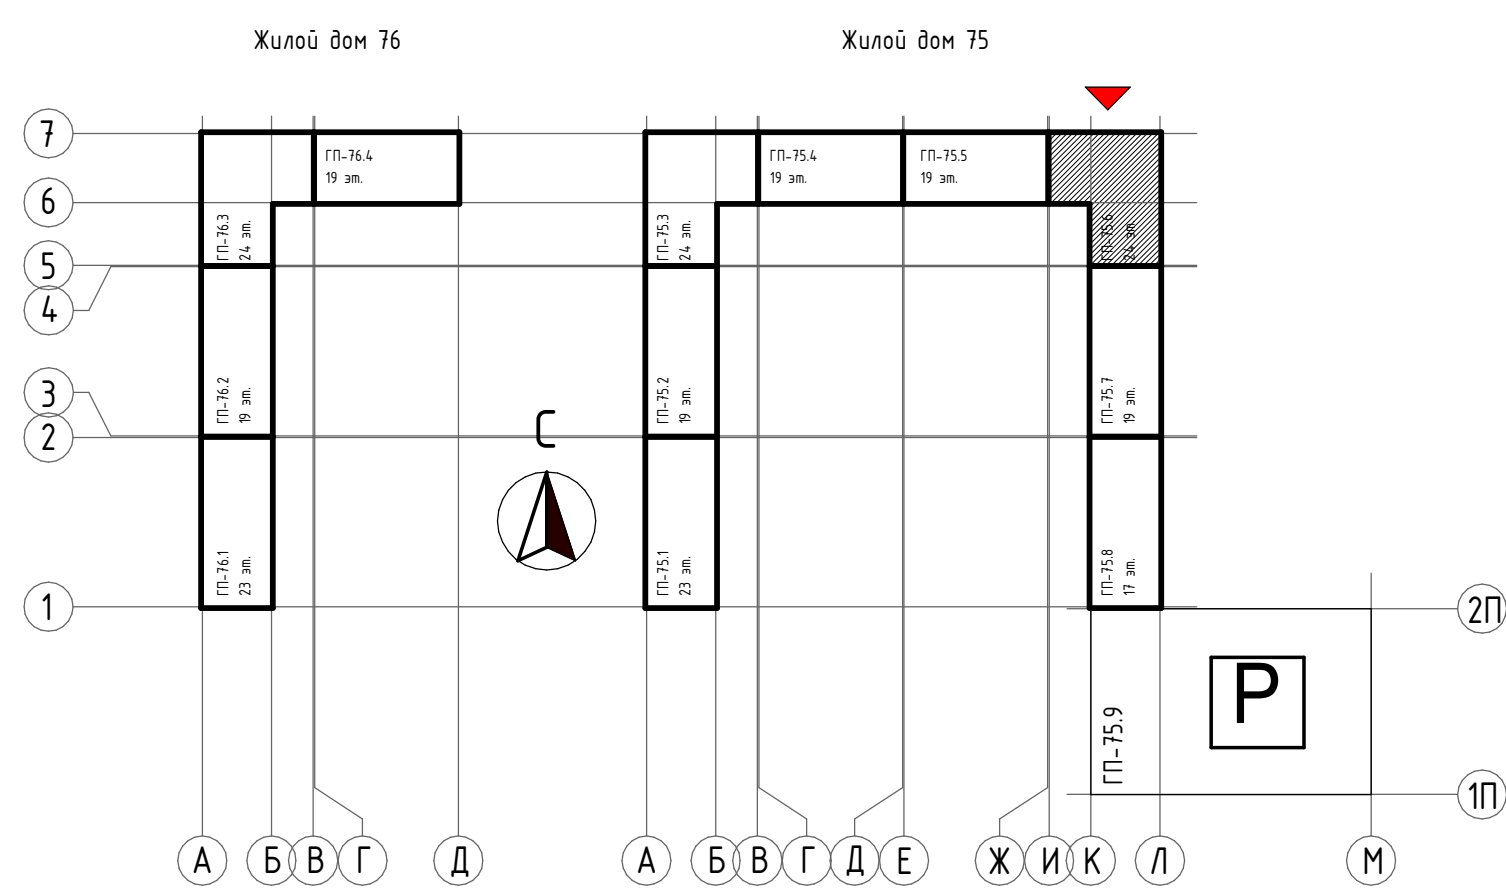 Жилой дом 76
Жилой дом 75
7
6
5
4
3
2
1
ГП-76.4
19 эт.
ГП-76.3
24 эт.
ГП-76.2
19 эт.
ГП-76.1
23 эт.
С
ГП-75.4
19 эт.
ГП-75.5
19 эт.
ГП-75.3
24 эт.
ГП-75.6
24 эт.
ГП-75.2
19 эт.
ГП-75.7
19 эт.
ГП-75.1
23 эт.
ГП-75.8
17 эт.
2П
P
ГП-75.9
1П
А
Б
В
Г
Д
А
Б
В
Г
Д
Е
Ж
И
К
Л
М